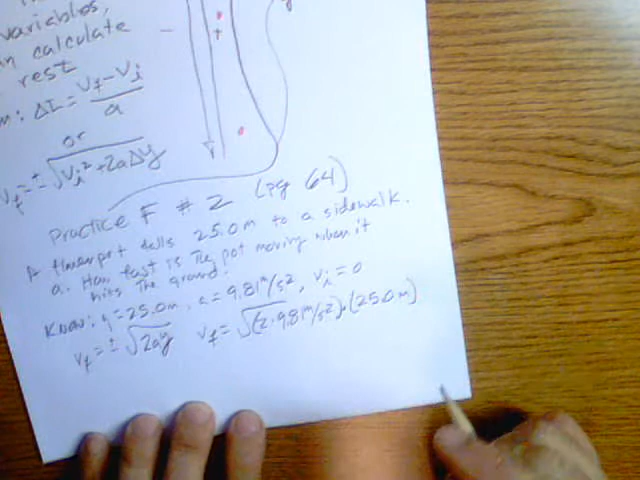 variables,
n calculate
rest
m: Δt = Vf - Vi / a
or
Vf = ± √Vi² + 2aΔy
Practice F # 2 (pg 64)
A flowerpot falls 25.0 m to a sidewalk.
a. How fast is the pot moving when it
hits the ground?
Know: y = 25.0m, a = 9.81 m/s², Vi = 0
Vf = ± √2ay Vf = √(2·9.81 m/s²)·(25.0 m)